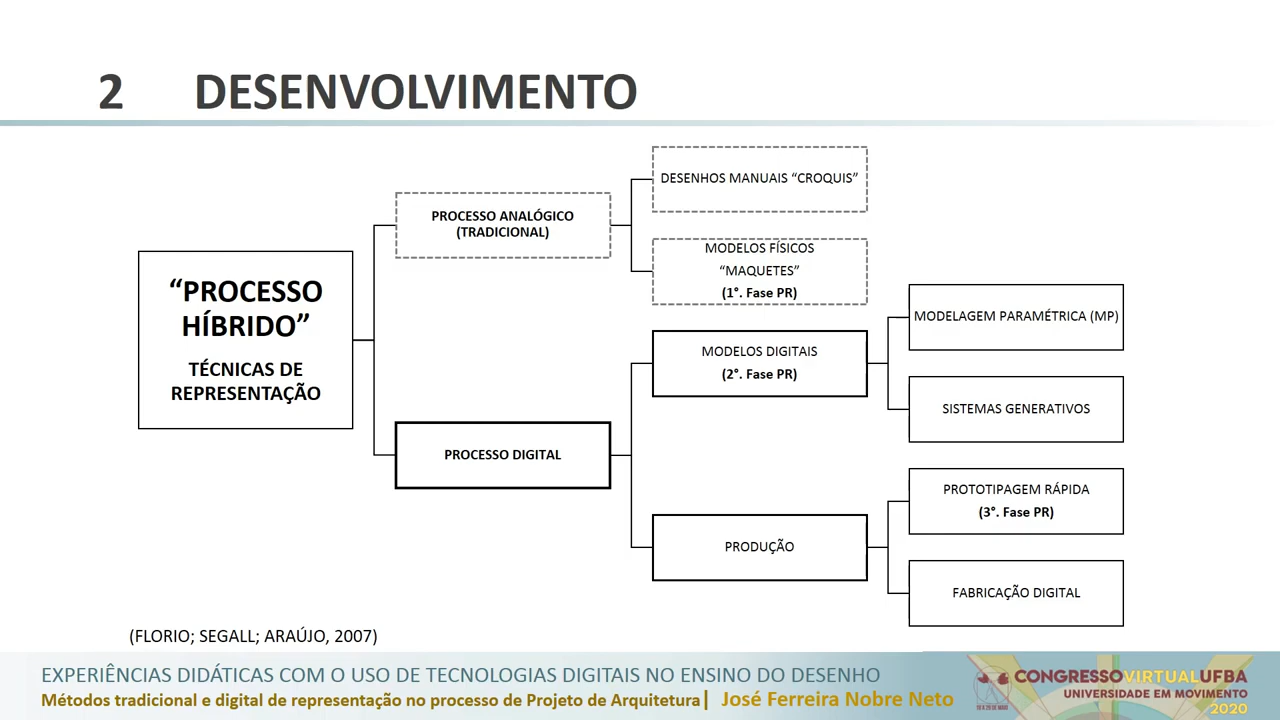 2 DESENVOLVIMENTO
DESENHOS MANUAIS “CROQUIS”
PROCESSO ANALÓGICO
(TRADICIONAL)
MODELOS FÍSICOS
“MAQUETES”
(1°. Fase PR)
“PROCESSO
HÍBRIDO”
TÉCNICAS DE
REPRESENTAÇÃO
MODELAGEM PARAMÉTRICA (MP)
MODELOS DIGITAIS
(2°. Fase PR)
SISTEMAS GENERATIVOS
PROCESSO DIGITAL
PROTOTIPAGEM RÁPIDA
(3°. Fase PR)
PRODUÇÃO
FABRICAÇÃO DIGITAL
(FLORIO; SEGALL; ARAÚJO, 2007)
EXPERIÊNCIAS DIDÁTICAS COM O USO DE TECNOLOGIAS DIGITAIS NO ENSINO DO DESENHO
Métodos tradicional e digital de representação no processo de Projeto de Arquitetura| José Ferreira Nobre Neto
CONGRESSOVIRTUALUFBA
UNIVERSIDADE EM MOVIMENTO
2020